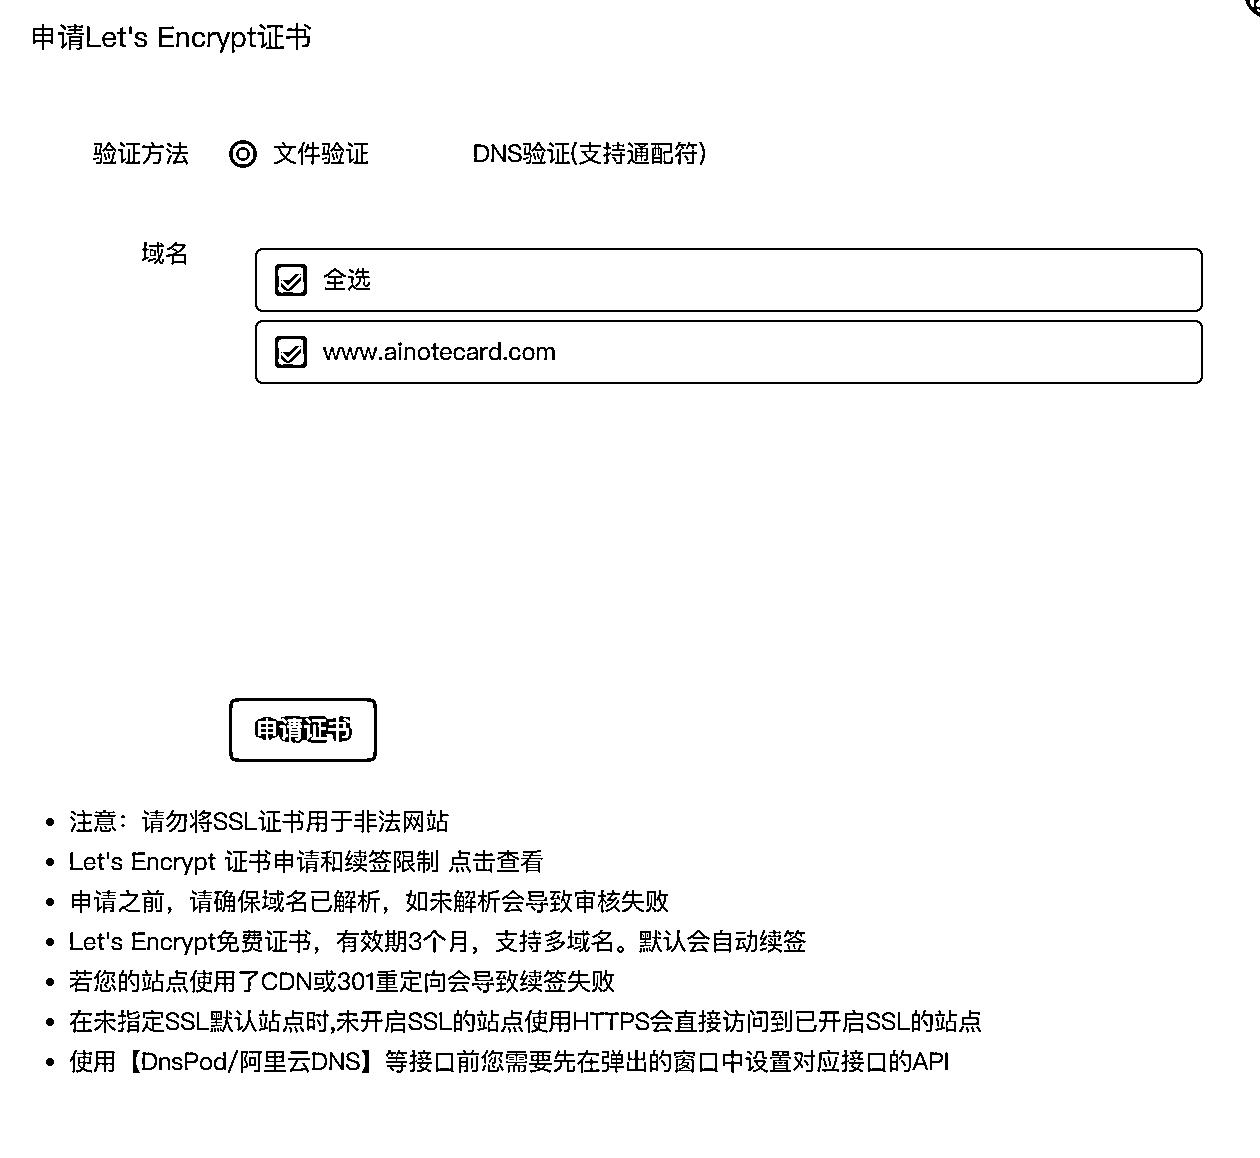 申请Let's Encrypt证书
验证方法 文件验证 DNS验证(支持通配符)
域名
全选
www.ainotecard.com
申请证书
注意：请勿将SSL证书用于非法网站
Let's Encrypt 证书申请和续签限制 点击查看
申请之前，请确保域名已解析，如未解析会导致审核失败
Let's Encrypt免费证书，有效期3个月，支持多域名。默认会自动续签
若您的站点使用了CDN或301重定向会导致续签失败
在未指定SSL默认站点时,未开启SSL的站点使用HTTPS会直接访问到已开启SSL的站点
使用【DnsPod/阿里云DNS】等接口前您需要先在弹出的窗口中设置对应接口的API